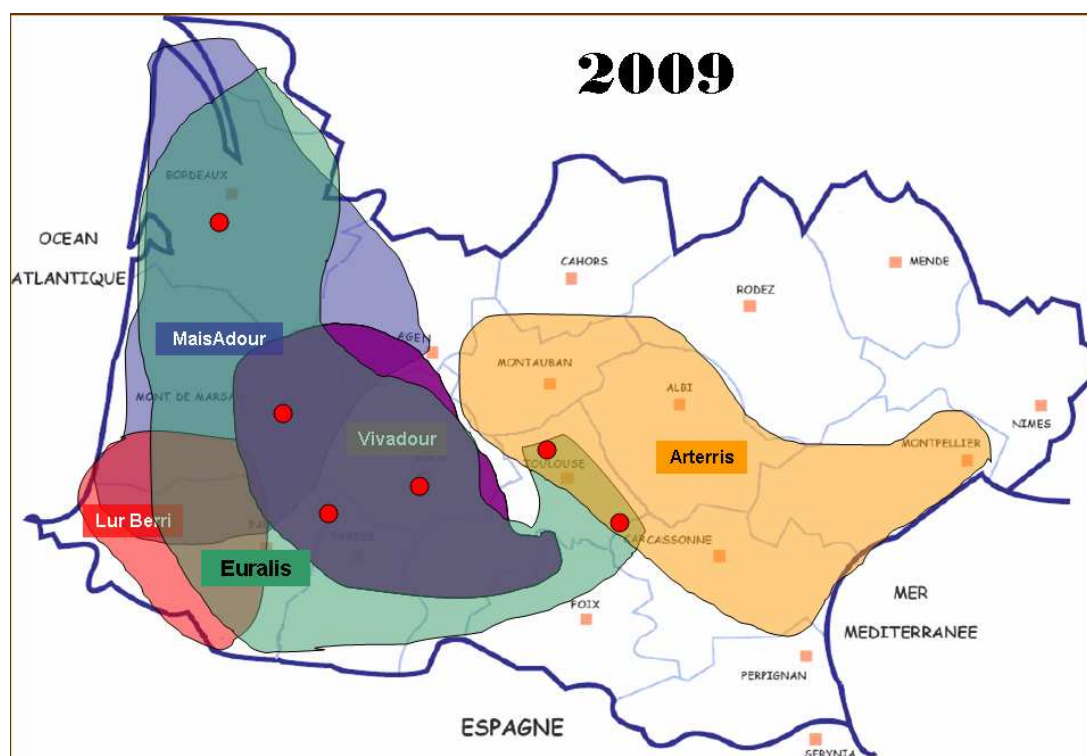 2009
BORDEAUX
OCEAN
ATLANTIQUE
CAHORS
MENDE
RODEZ
MaisAdour
AGEN
MONTAUBAN
ALBI
MONT DE MARSA
NIMES
Vivadour
MONTPELLIER
Arterris
TOULOUSE
Lur Berri
CARCASSONNE
Euralis
FOIX
MER
MEDITERRANEE
PERPIGNAN
ESPAGNE